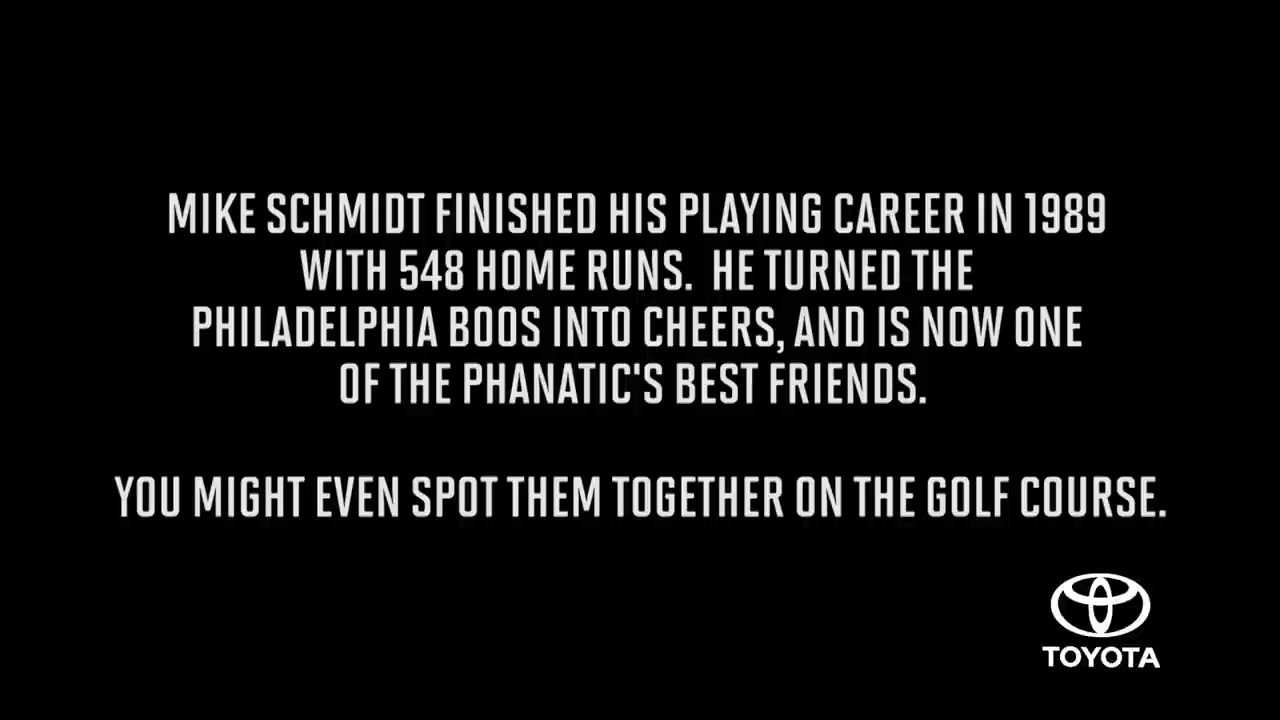 MIKE SCHMIDT FINISHED HIS PLAYING CAREER IN 1989
WITH 548 HOME RUNS.  HE TURNED THE
PHILADELPHIA BOOS INTO CHEERS, AND IS NOW ONE
OF THE PHANATIC'S BEST FRIENDS.
YOU MIGHT EVEN SPOT THEM TOGETHER ON THE GOLF COURSE.
TOYOTA